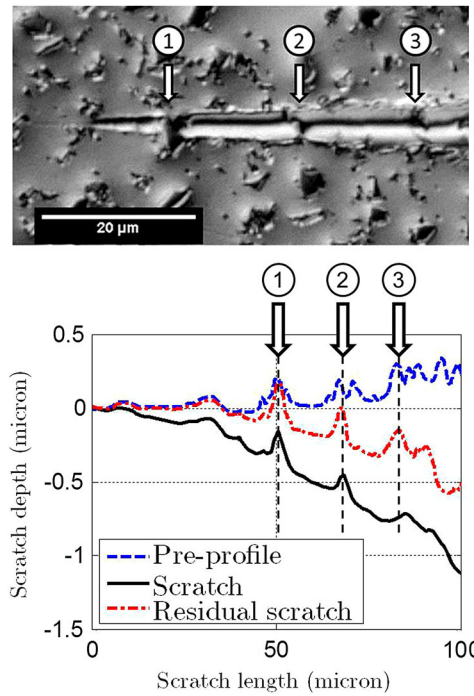 1 2 3
20 µm
1 2 3
0.5
0
-0.5
-1
-1.5
Scratch depth (micron)
Pre-profile
Scratch
Residual scratch
0 50 100
Scratch length (micron)